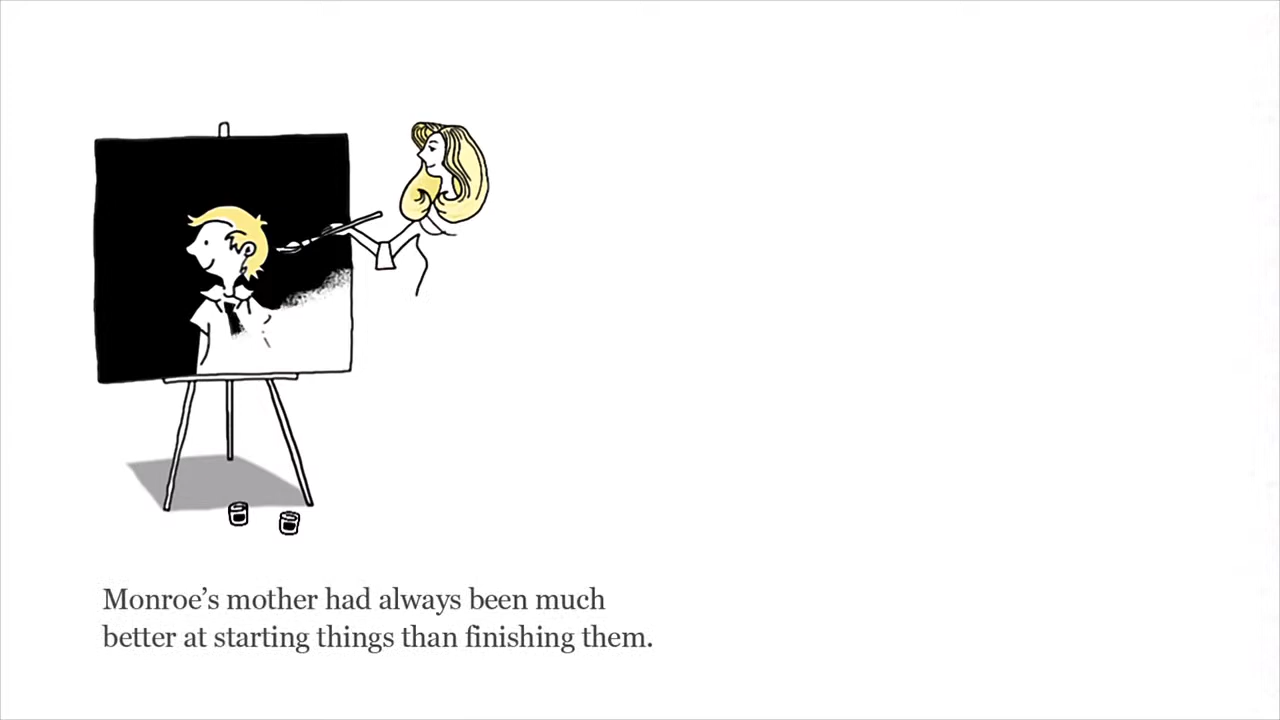 Monroe’s mother had always been much
better at starting things than finishing them.